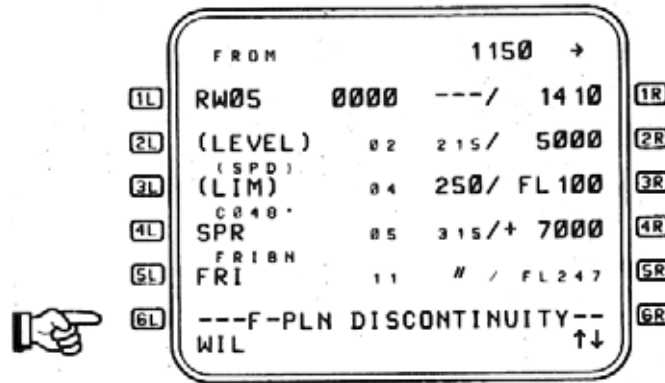 FROM 1150 →
1L RW05 0000 ---/ 1410 1R
2L (LEVEL) 02 215/ 5000 2R
(SPD)
3L (LIM) 04 250/ FL100 3R
C048°
4L SPR 05 315/+ 7000 4R
FRI8N
5L FRI 11 " / FL247 5R
6L ---F-PLN DISCONTINUITY-- 6R
WIL ↑↓